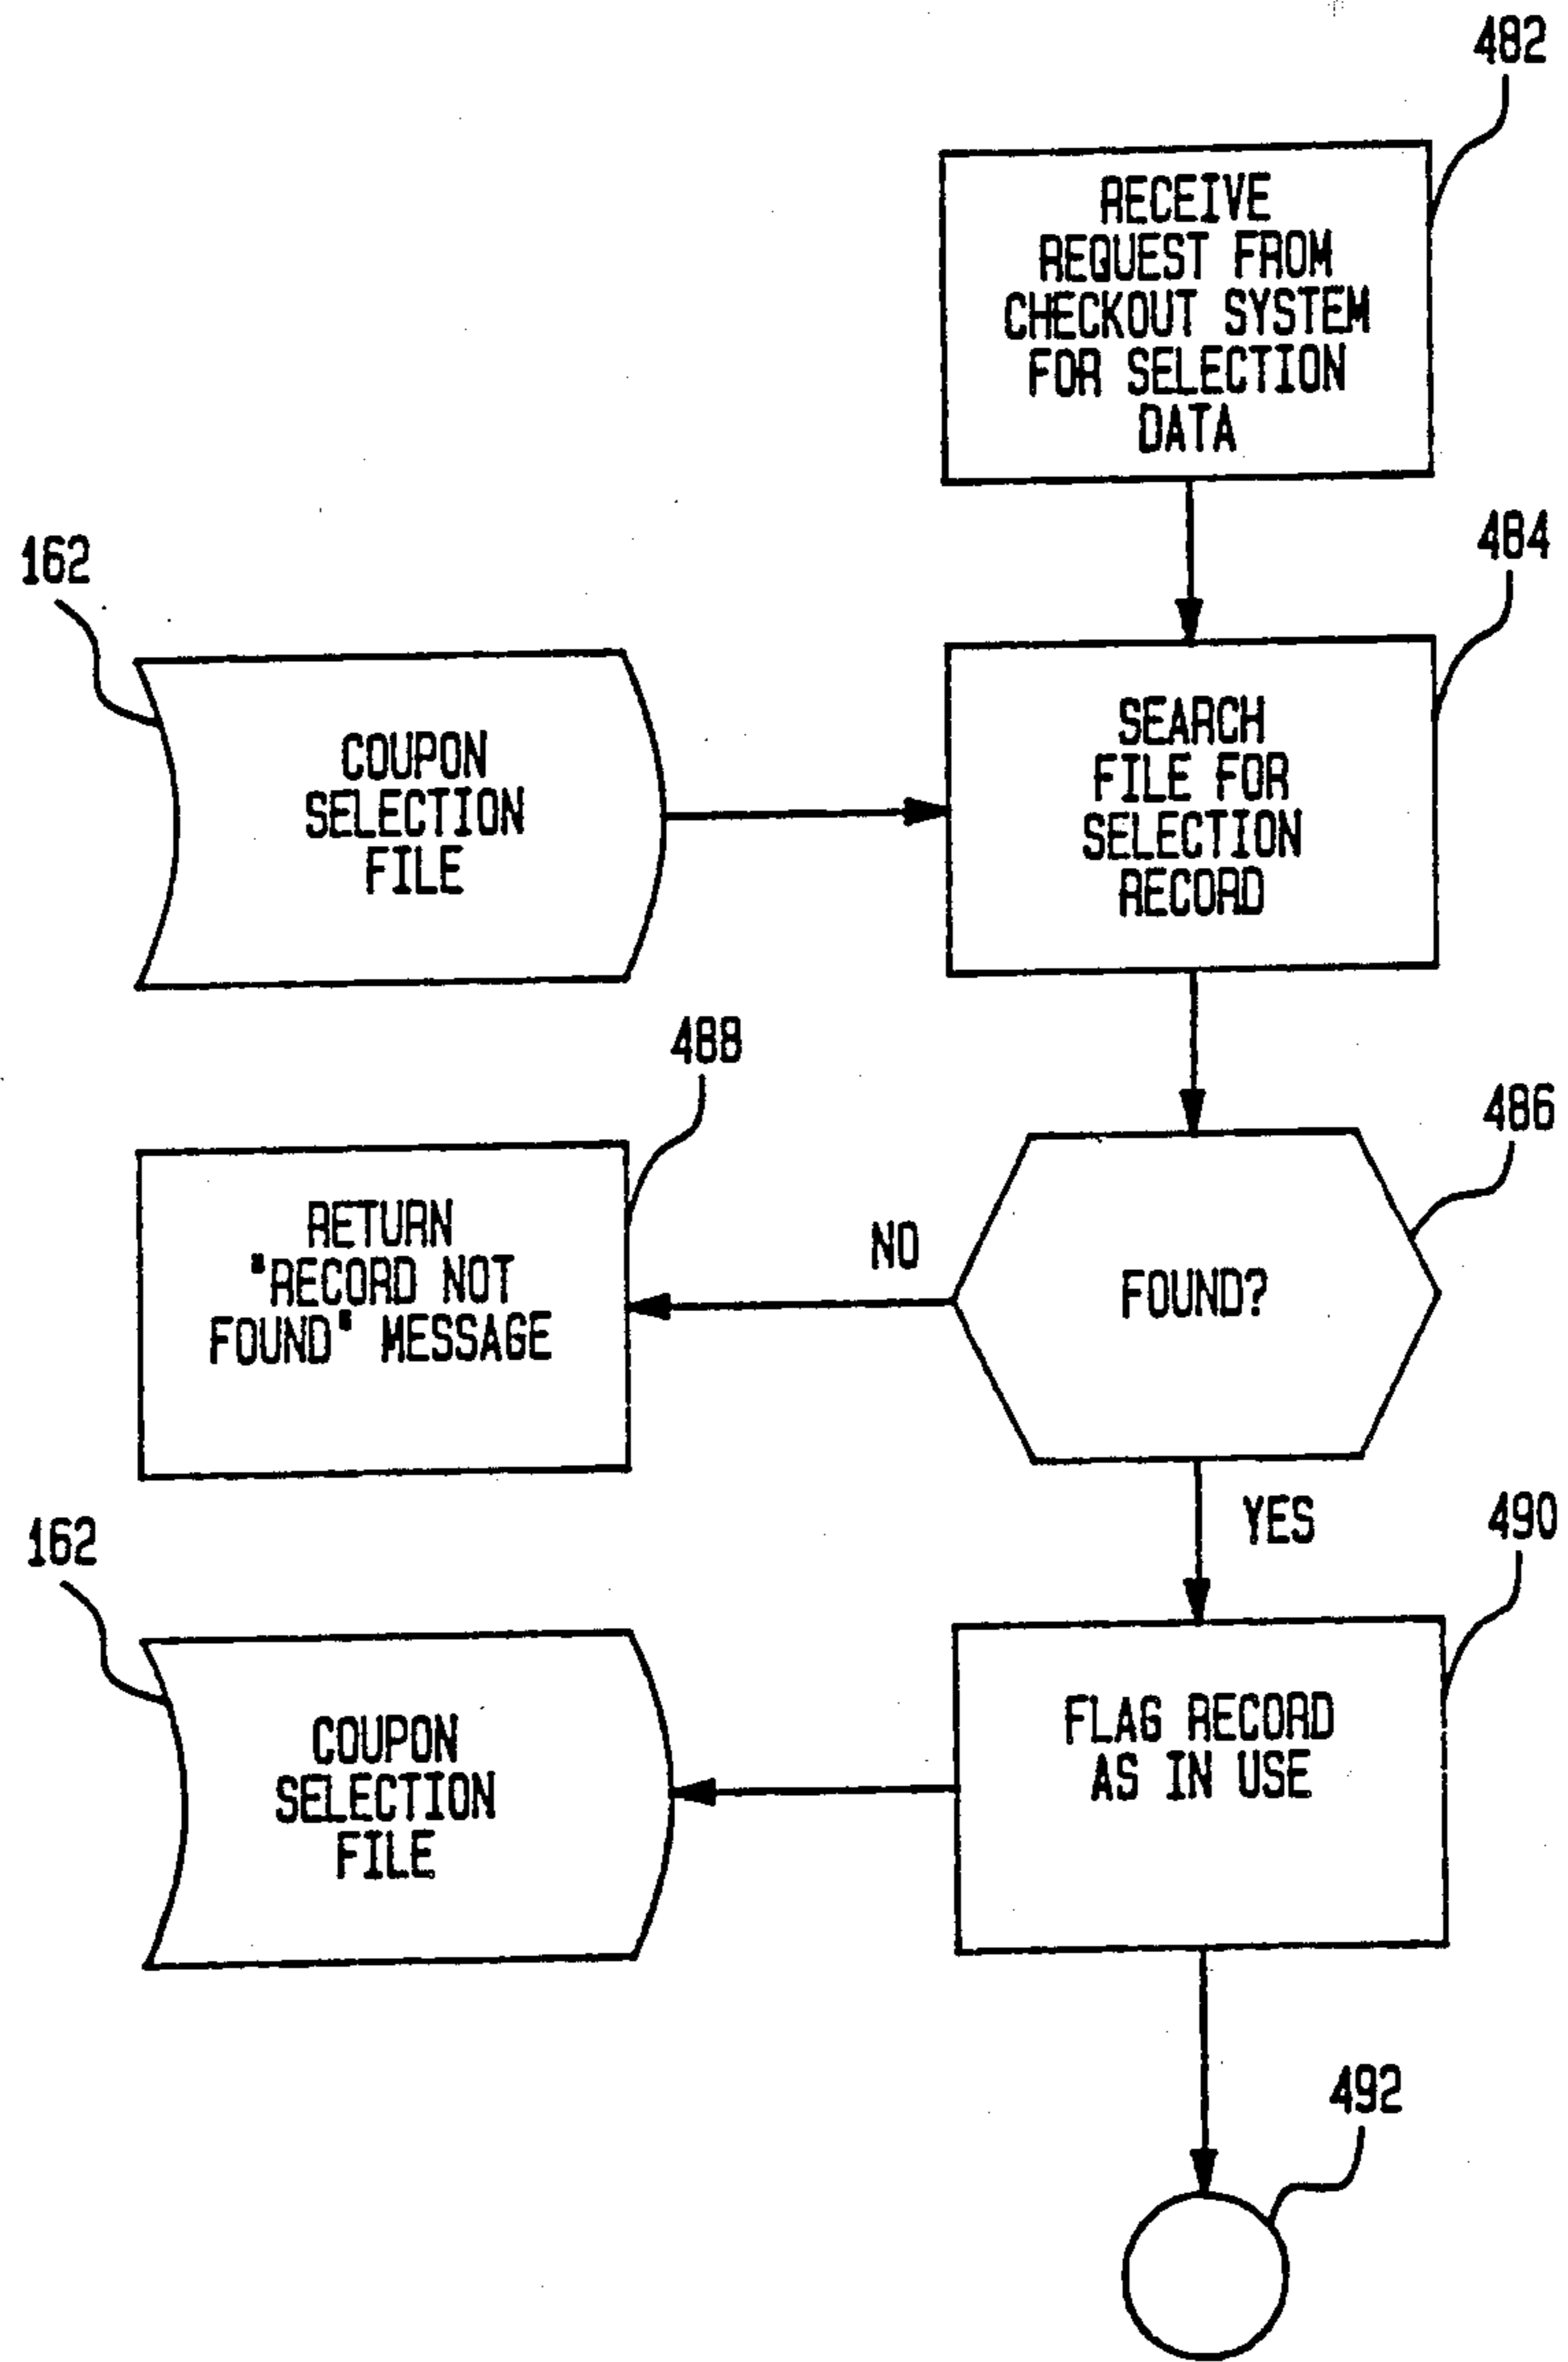 482
RECEIVE
REQUEST FROM
CHECKOUT SYSTEM
FOR SELECTION
DATA
484
162
COUPON
SELECTION
FILE
SEARCH
FILE FOR
SELECTION
RECORD
488
486
RETURN
"RECORD NOT
FOUND" MESSAGE
NO
FOUND?
YES
490
162
COUPON
SELECTION
FILE
FLAG RECORD
AS IN USE
492